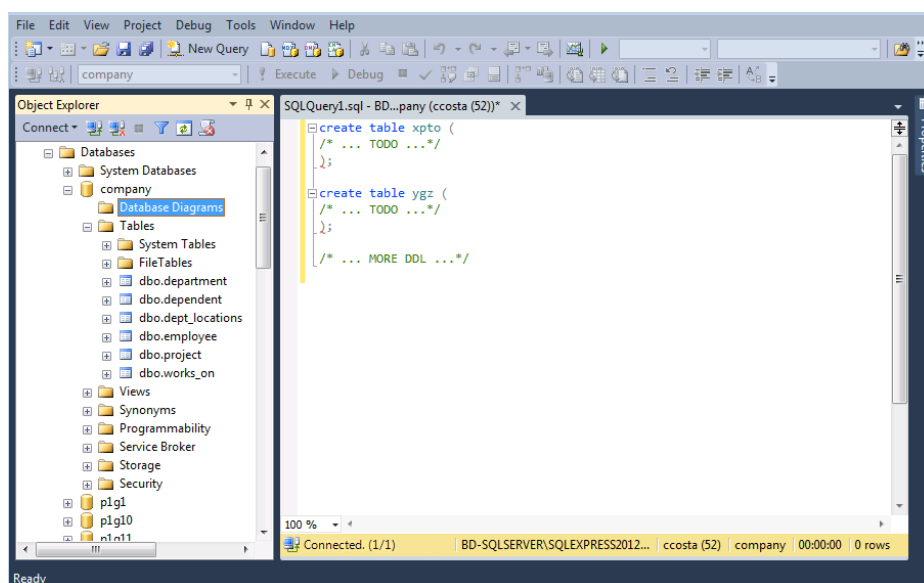 File Edit View Project Debug Tools Window Help
New Query
company Execute Debug
Object Explorer
Connect
Databases
System Databases
company
Database Diagrams
Tables
System Tables
FileTables
dbo.department
dbo.dependent
dbo.dept_locations
dbo.employee
dbo.project
dbo.works_on
Views
Synonyms
Programmability
Service Broker
Storage
Security
p1g1
p1g10
p1g11
SQLQuery1.sql - BD...pany (ccosta (52))*
create table xpto (
/* ... TODO ...*/
);
create table ygz (
/* ... TODO ...*/
);
/* ... MORE DDL ...*/
100 %
Connected. (1/1) BD-SQLSERVER\SQLEXPRESS2012... ccosta (52) company 00:00:00 0 rows
Properties
Ready